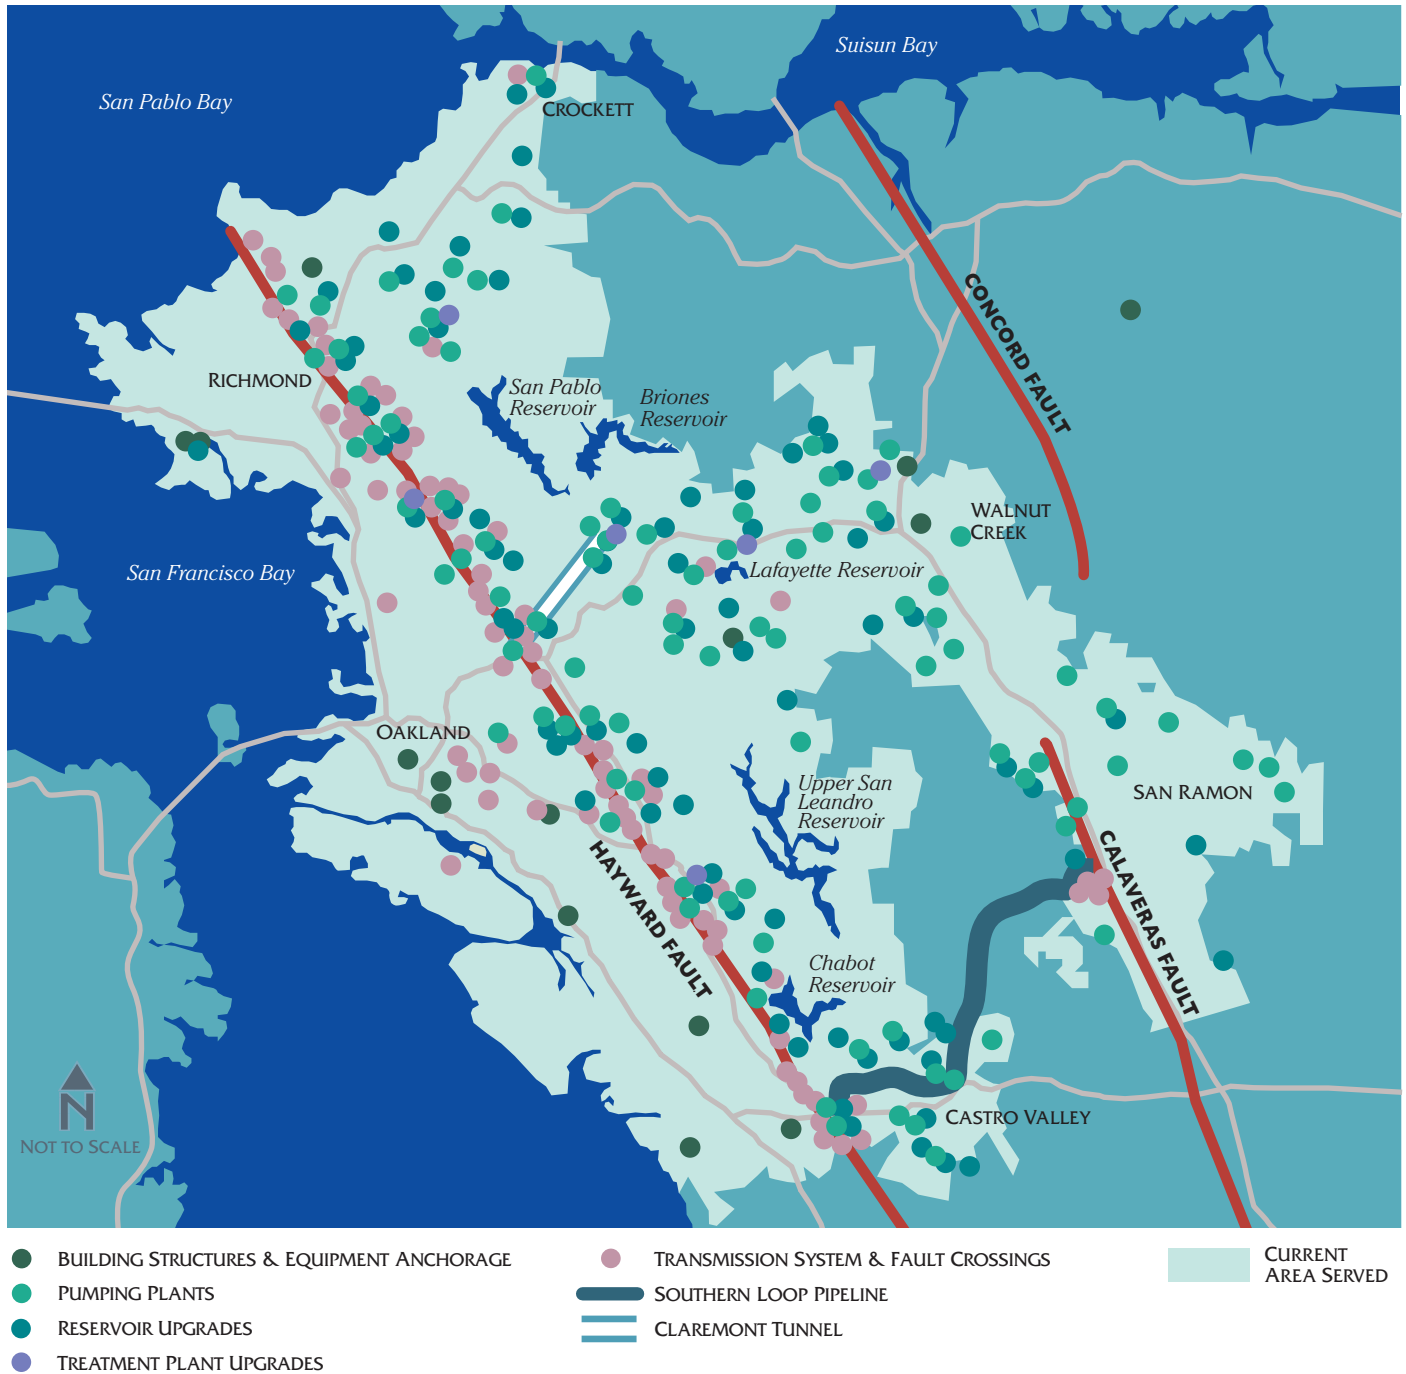 Suisun Bay
San Pablo Bay
CROCKETT
CONCORD FAULT
RICHMOND
San Pablo
Reservoir
Briones
Reservoir
WALNUT
CREEK
San Francisco Bay
Lafayette Reservoir
OAKLAND
Upper San
Leandro
Reservoir
SAN RAMON
HAYWARD FAULT
CALAVERAS FAULT
Chabot
Reservoir
N
NOT TO SCALE
CASTRO VALLEY
BUILDING STRUCTURES & EQUIPMENT ANCHORAGE
PUMPING PLANTS
RESERVOIR UPGRADES
TREATMENT PLANT UPGRADES
TRANSMISSION SYSTEM & FAULT CROSSINGS
SOUTHERN LOOP PIPELINE
CLAREMONT TUNNEL
CURRENT
AREA SERVED